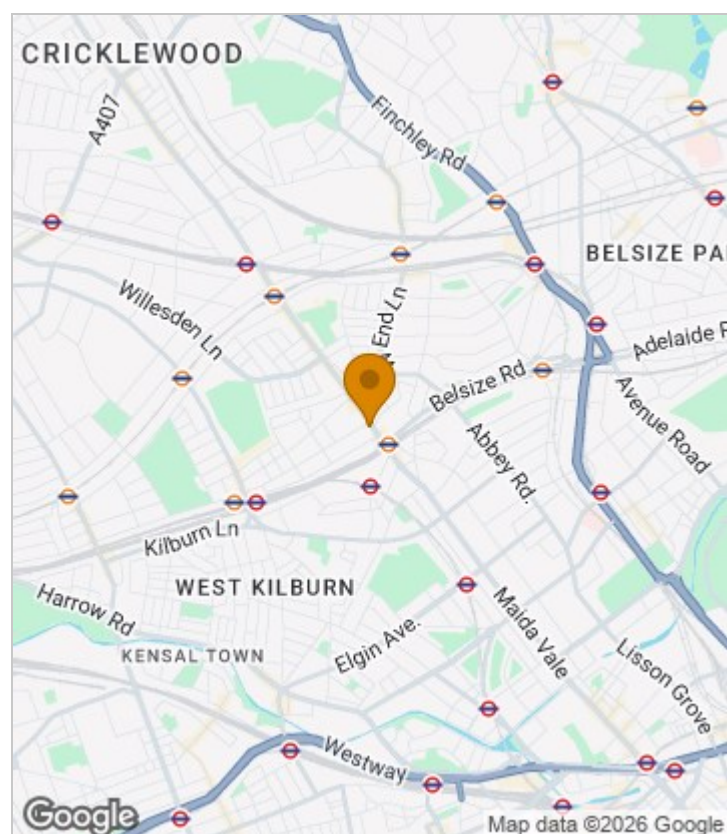 CRICKLEWOOD
A407
Finchley Rd
BELSIZE PA
Willesden Ln
End Ln
Adelaide R
Belsize Rd
Avenue Road
Abbey Rd.
Kilburn Ln
WEST KILBURN
Harrow Rd
Maida Vale
Elgin Ave.
KENSAL TOWN
Lisson Grove
Westway
Google
Map data ©2026 Google